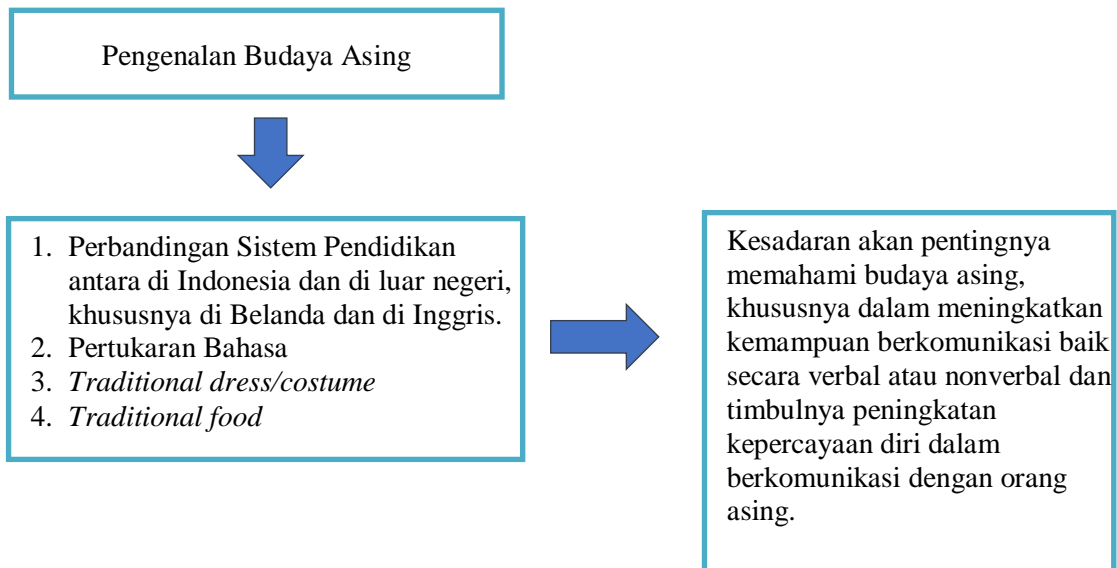 Pengenalan Budaya Asing
1. Perbandingan Sistem Pendidikan
antara di Indonesia dan di luar negeri,
khususnya di Belanda dan di Inggris.
2. Pertukaran Bahasa
3. Traditional dress/costume
4. Traditional food
Kesadaran akan pentingnya
memahami budaya asing,
khususnya dalam meningkatkan
kemampuan berkomunikasi baik
secara verbal atau nonverbal dan
timbulnya peningkatan
kepercayaan diri dalam
berkomunikasi dengan orang
asing.